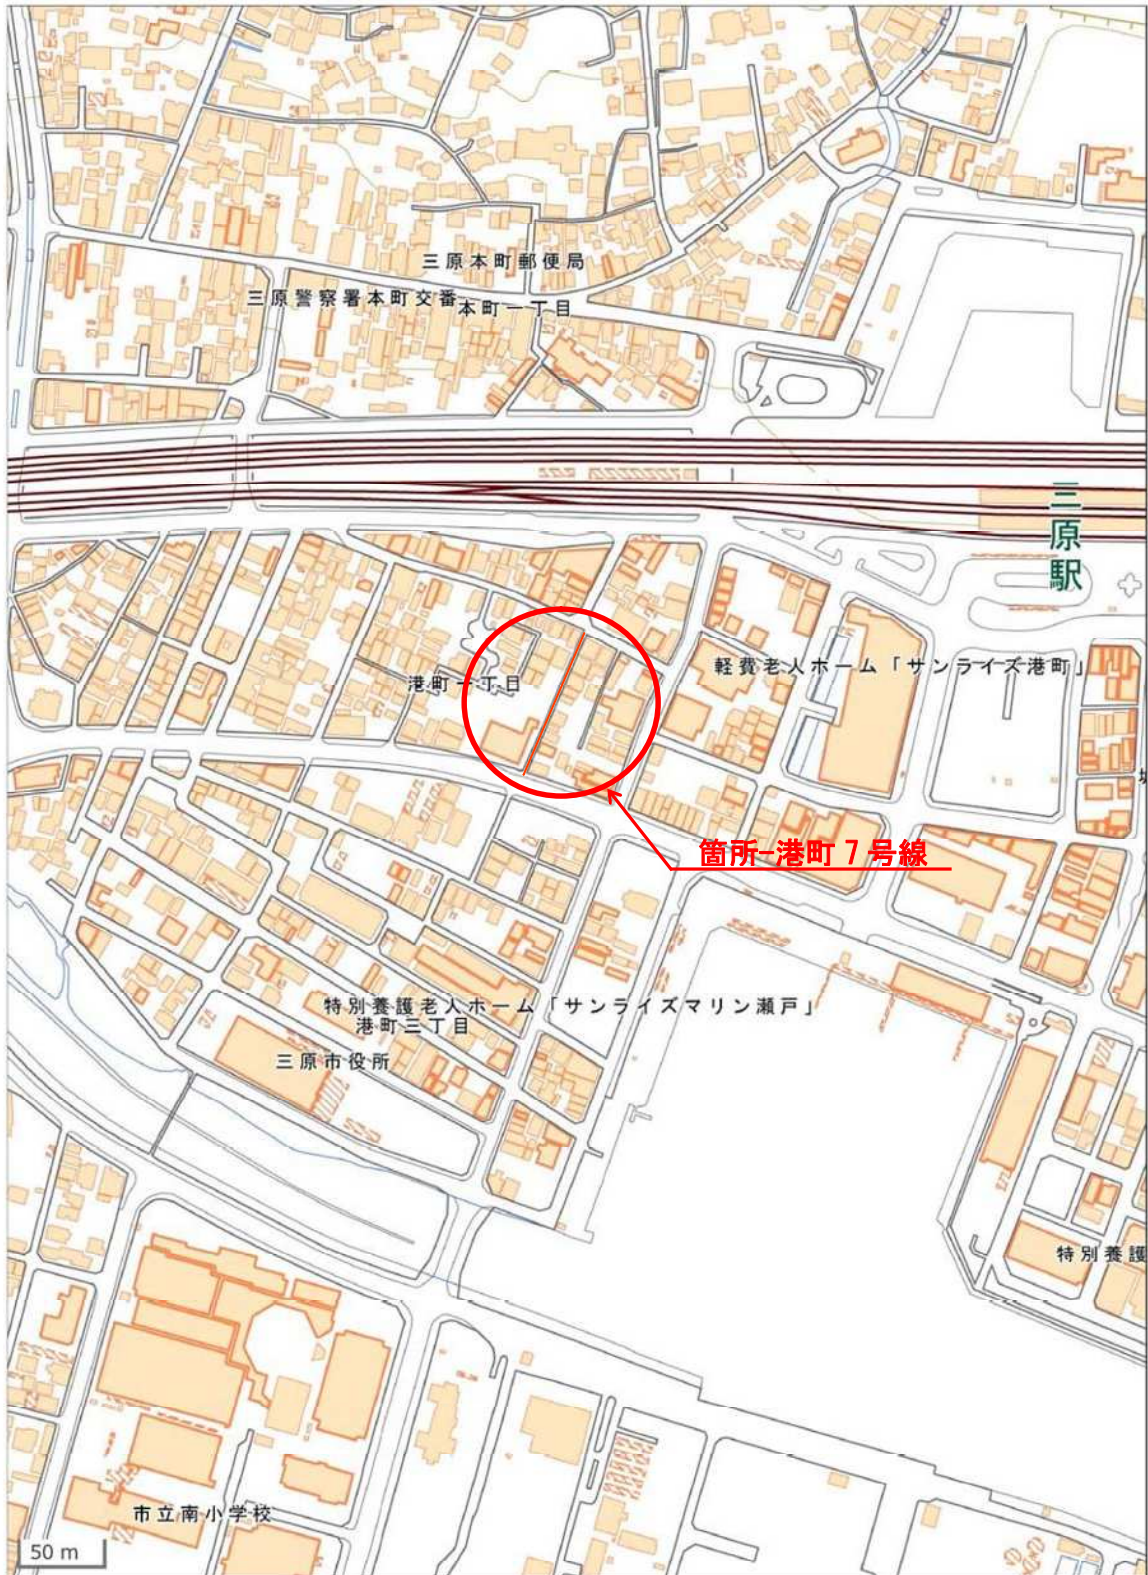 三原本町郵便局
三原警察署本町交番
本町一丁目
三原駅
軽費老人ホーム「サンライズ港町」
港町一丁目
箇所-港町7号線
特別養護老人ホーム「サンライズマリン瀬戸」
港町三丁目
三原市役所
特別養護
市立南小学校
50 m